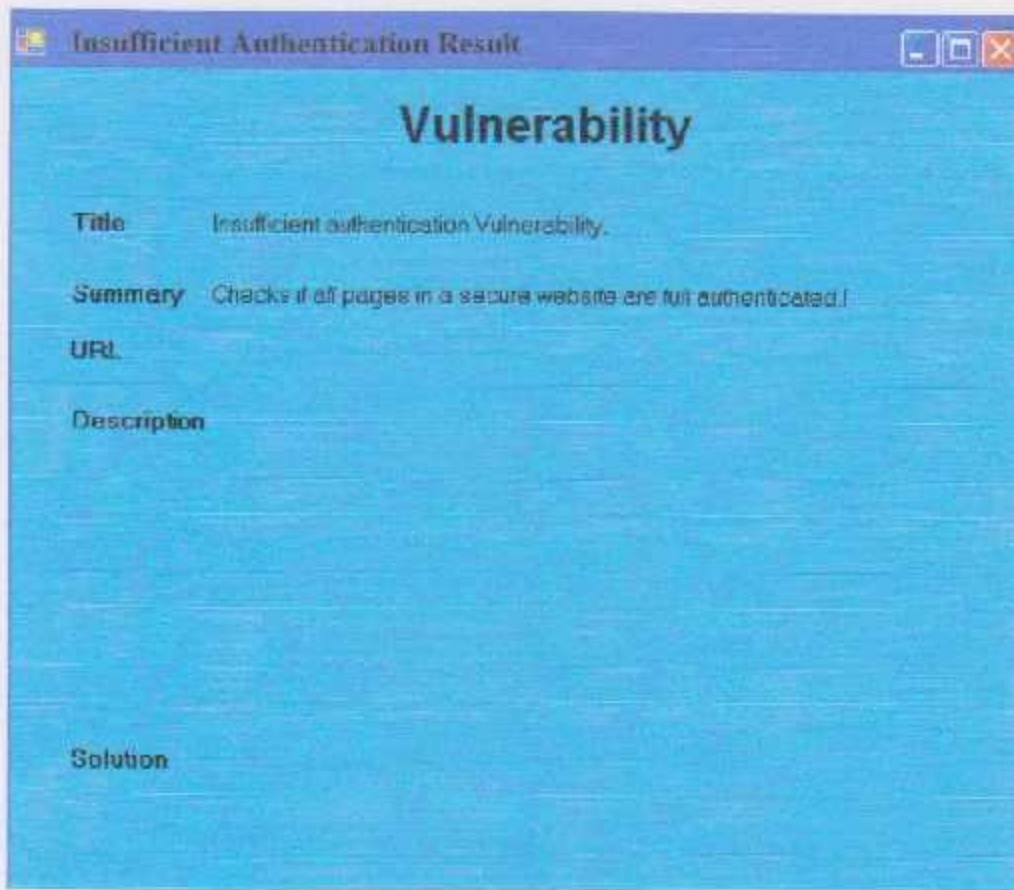 Insufficient Authentication Result
Vulnerability
Title Insufficient authentication Vulnerability.
Summary Checks if all pages in a secure website are full authenticated.!
URL
Description
Solution